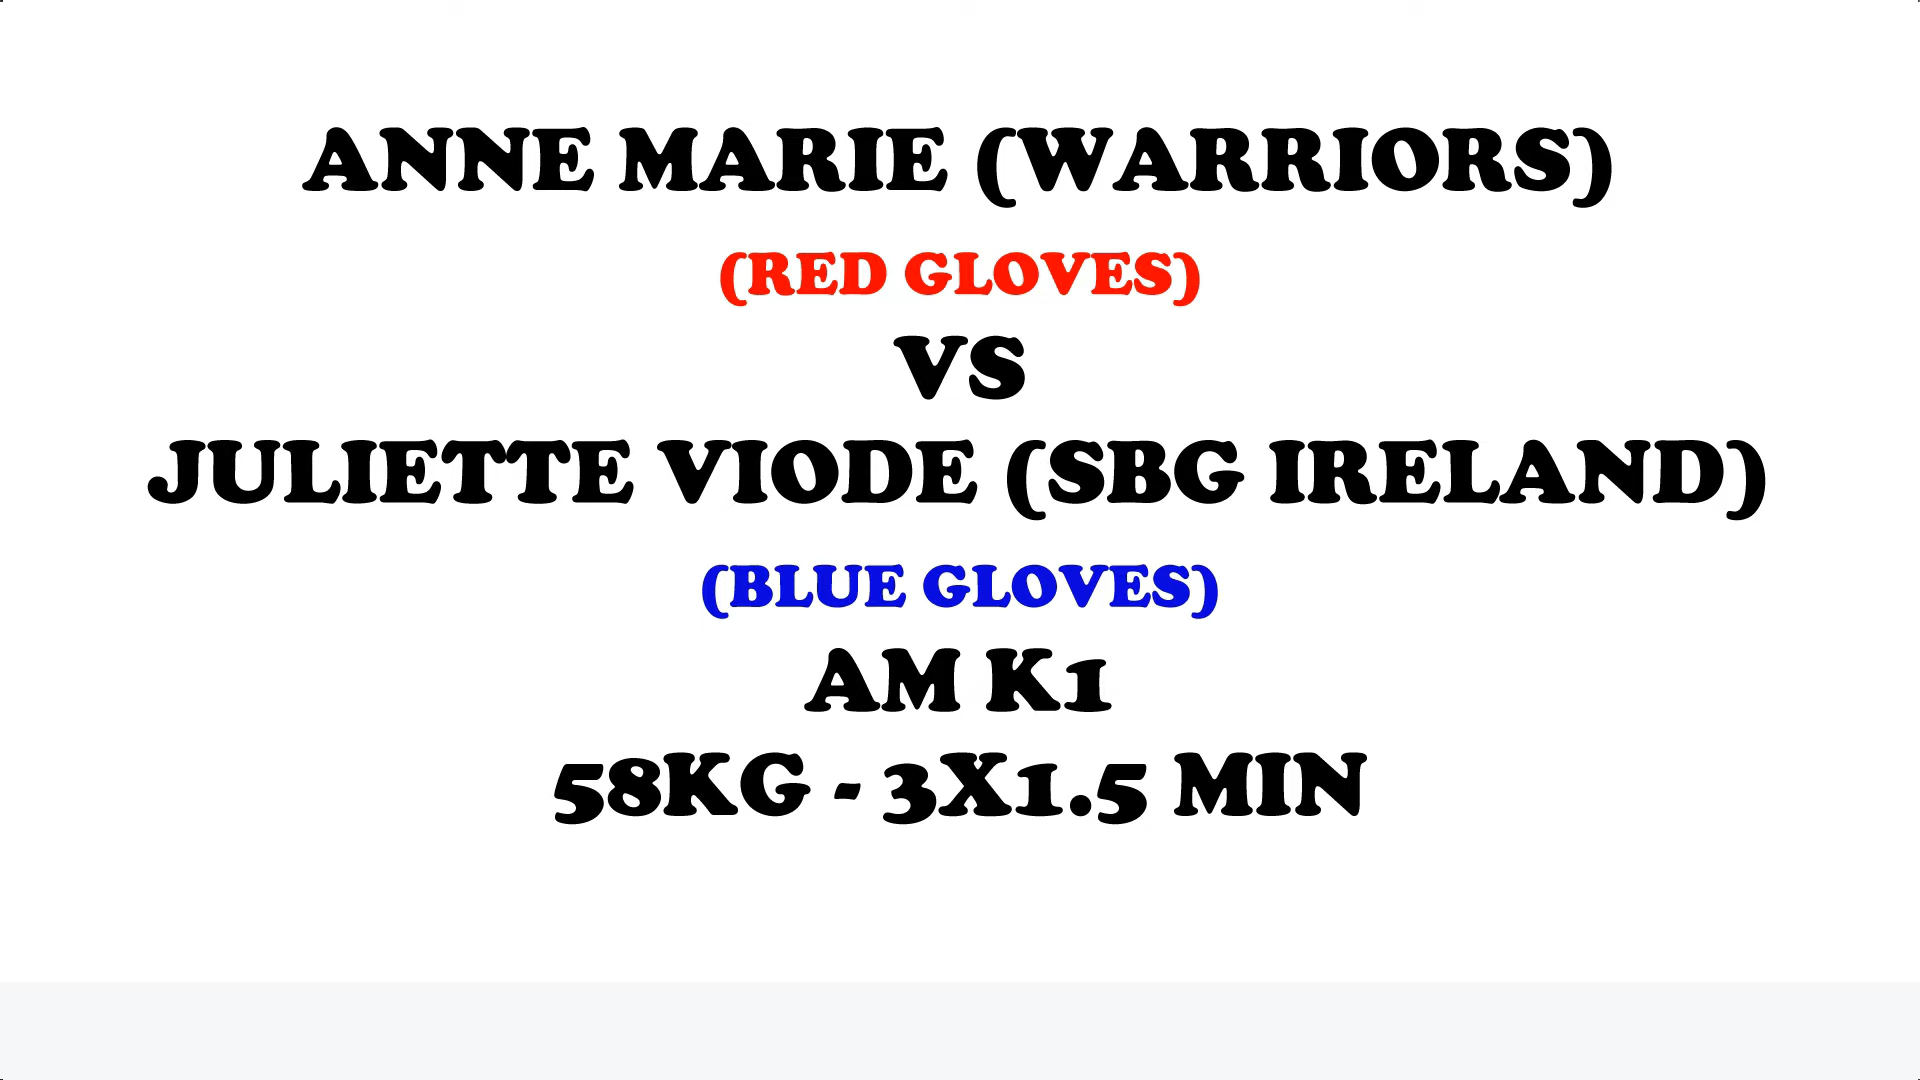 ANNE MARIE (WARRIORS)
(RED GLOVES)
VS
JULIETTE VIODE (SBG IRELAND)
(BLUE GLOVES)
AM K1
58KG - 3X1.5 MIN